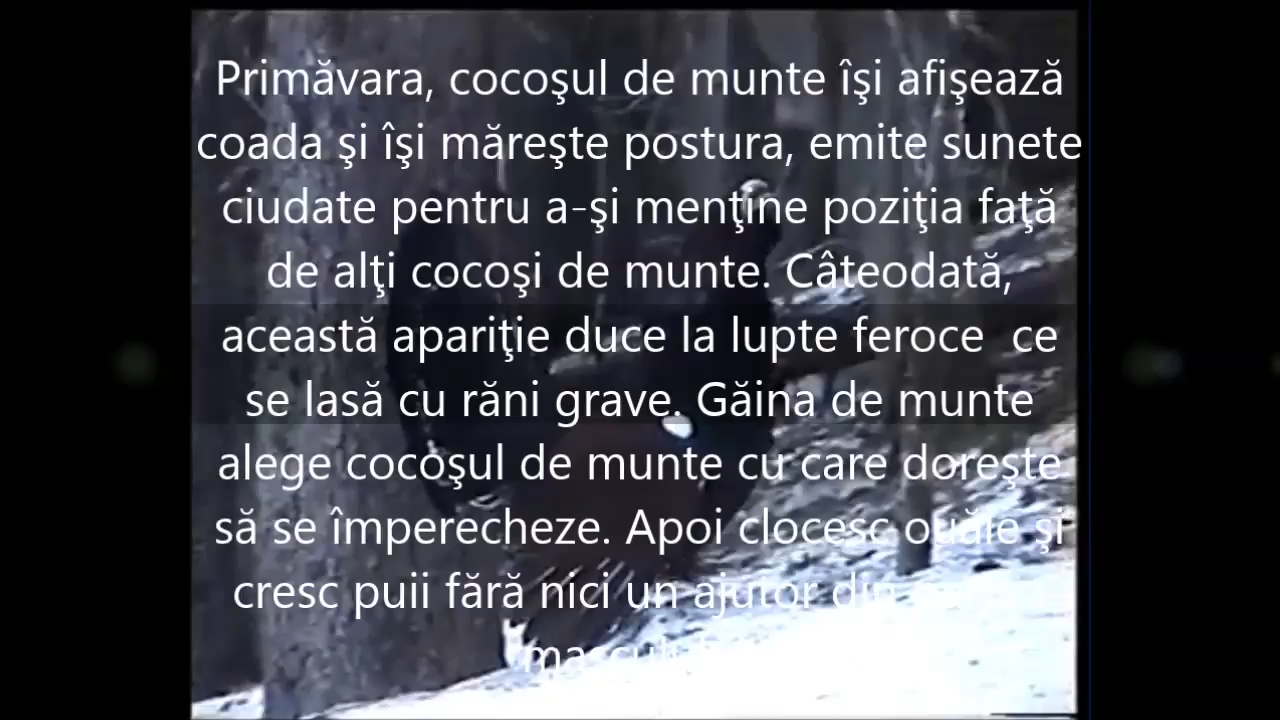 Primăvara, cocoşul de munte îşi afişează
coada şi îşi măreşte postura, emite sunete
ciudate pentru a-şi menţine poziţia faţă
de alţi cocoşi de munte. Câteodată,
această apariţie duce la lupte feroce  ce
se lasă cu răni grave. Găina de munte
alege cocoşul de munte cu care doreşte
să se împerecheze. Apoi clocesc ouăle şi
cresc puii fără nici un ajutor din